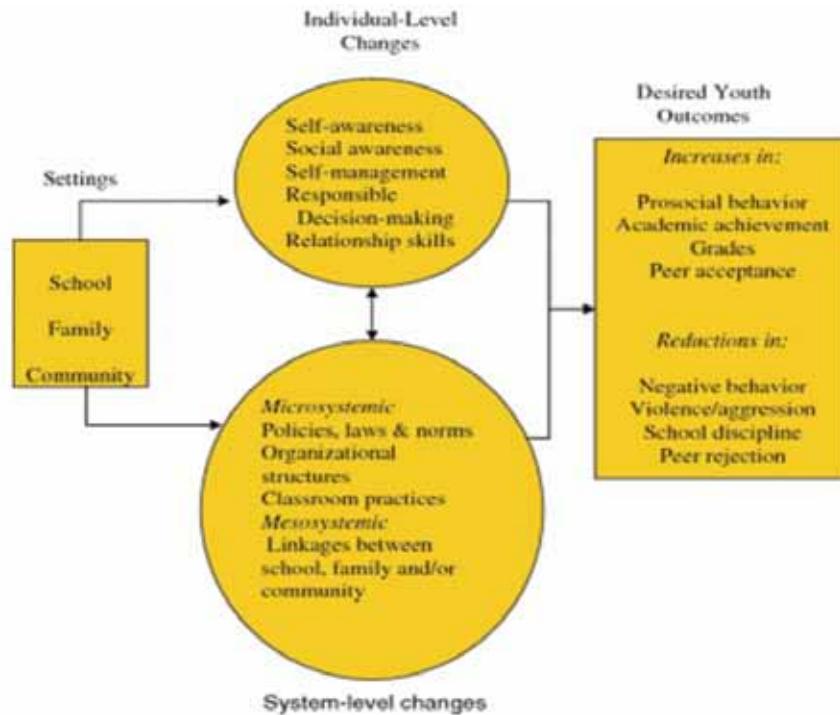 Individual-Level
Changes
Desired Youth
Outcomes
Settings
School
Family
Community
Self-awareness
Social awareness
Self-management
Responsible
Decision-making
Relationship skills
Microsystemic
Policies, laws & norms
Organizational
structures
Classroom practices
Mesosystemic
Linkages between
school, family and/or
community
System-level changes
Increases in:
Prosocial behavior
Academic achievement
Grades
Peer acceptance
Redactions in:
Negative behavior
Violence/aggression
School discipline
Peer rejection